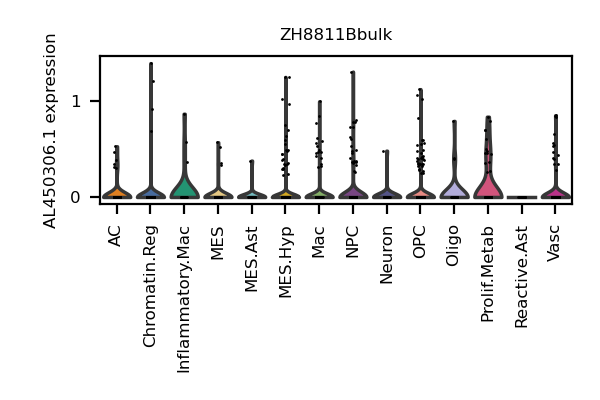 ZH8811Bbulk
AL450306.1 expression
1
0
AC
Chromatin.Reg
Inflammatory.Mac
MES
MES.Ast
MES.Hyp
Mac
NPC
Neuron
OPC
Oligo
Prolif.Metab
Reactive.Ast
Vasc